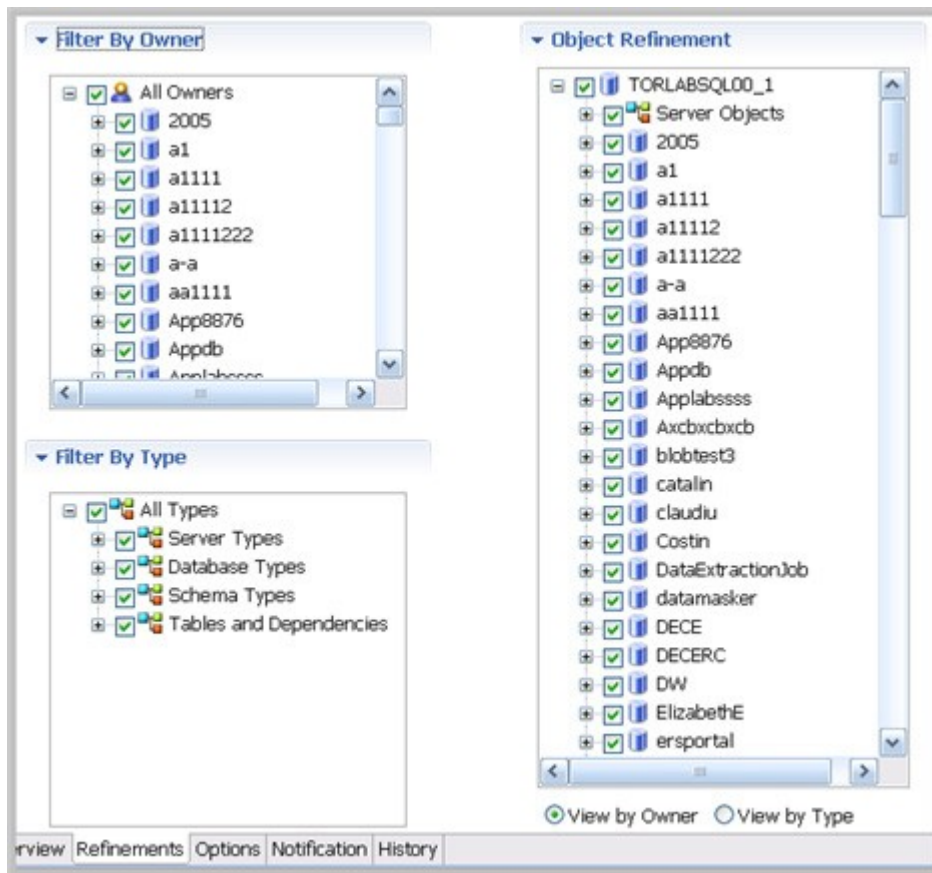 Filter By Owner
All Owners
2005
a1
a1111
a11112
a1111222
a-a
aa1111
App8876
Appdb
Applabssss
Filter By Type
All Types
Server Types
Database Types
Schema Types
Tables and Dependencies
Object Refinement
TORLABSQL00_1
Server Objects
2005
a1
a1111
a11112
a1111222
a-a
aa1111
App8876
Appdb
Applabssss
Axcbxcbxcb
blobtest3
catalin
claudiu
Costin
DataExtractionJob
datamasker
DECE
DECERC
DW
ElizabethE
ersportal
View by Owner View by Type
rview Refinements Options Notification History